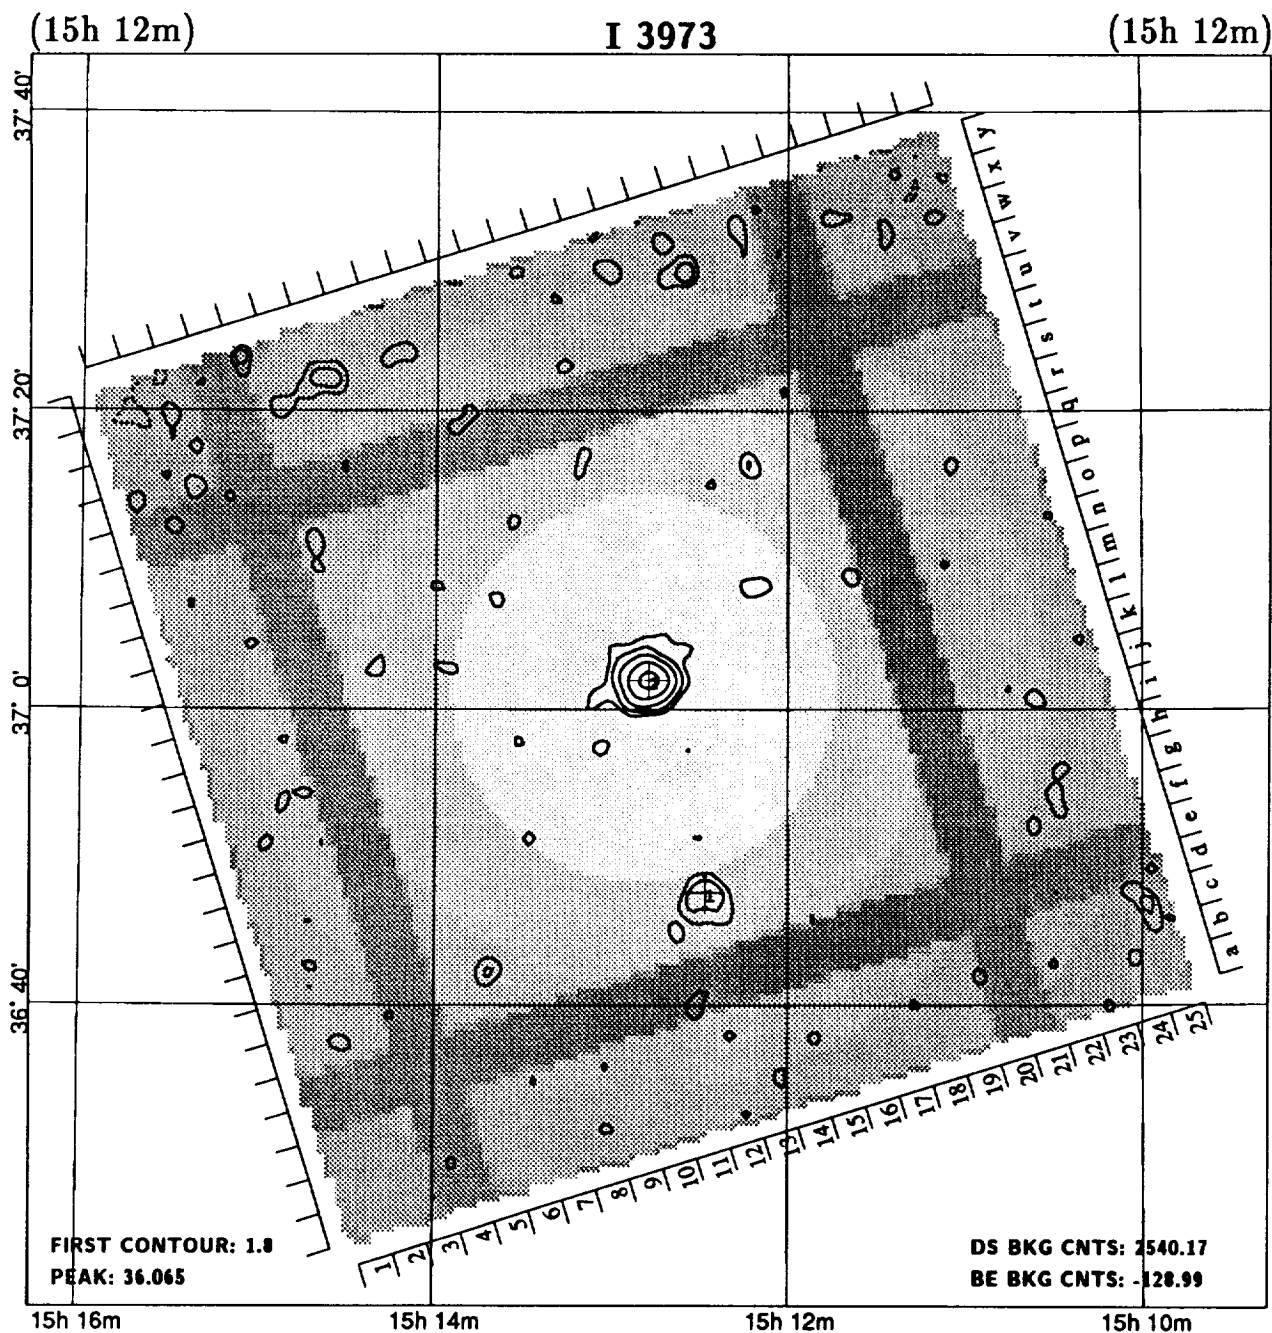 (15h 12m) I 3973 (15h 12m)
37° 40'
37° 20'
37° 0'
36° 40'
y
x
w
v
u
t
s
r
q
p
o
n
m
l
k
j
i
h
g
f
e
d
c
b
a
1
1 2 3 4 5 6 7 8 9 10 11 12 13 14 15 16 17 18 19 20 21 22 23 24 25
FIRST CONTOUR: 1.8
PEAK: 36.065
DS BKG CNTS: 2540.17
BE BKG CNTS: -128.99
15h 16m 15h 14m 15h 12m 15h 10m